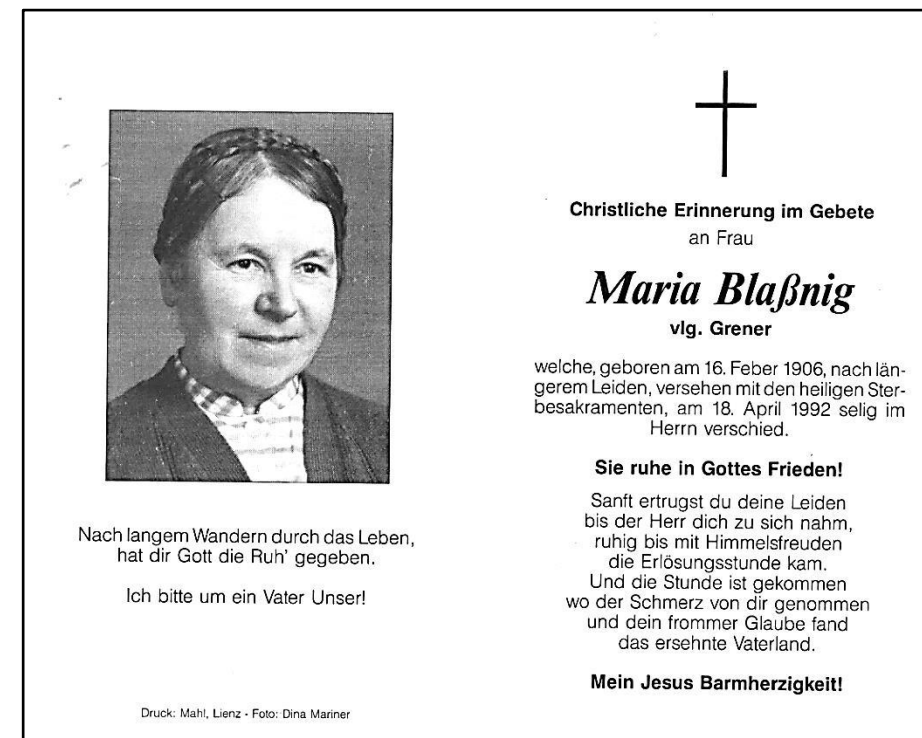 Nach langem Wandern durch das Leben,
hat dir Gott die Ruh' gegeben.
Ich bitte um ein Vater Unser!
Druck: Mahl, Lienz - Foto: Dina Mariner
Christliche Erinnerung im Gebete
an Frau
Maria Blaßnig
vlg. Grener
welche, geboren am 16. Feber 1906, nach län-
gerem Leiden, versehen mit den heiligen Ster-
besakramenten, am 18. April 1992 selig im
Herrn verschied.
Sie ruhe in Gottes Frieden!
Sanft ertrugst du deine Leiden
bis der Herr dich zu sich nahm,
ruhig bis mit Himmelsfreuden
die Erlösungsstunde kam.
Und die Stunde ist gekommen
wo der Schmerz von dir genommen
und dein frommer Glaube fand
das ersehnte Vaterland.
Mein Jesus Barmherzigkeit!